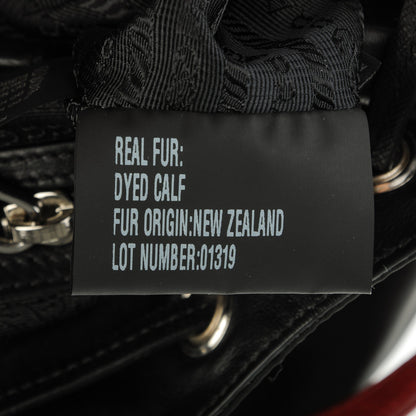 REAL FUR:
DYED CALF
FUR ORIGIN:NEW ZEALAND
LOT NUMBER:01319